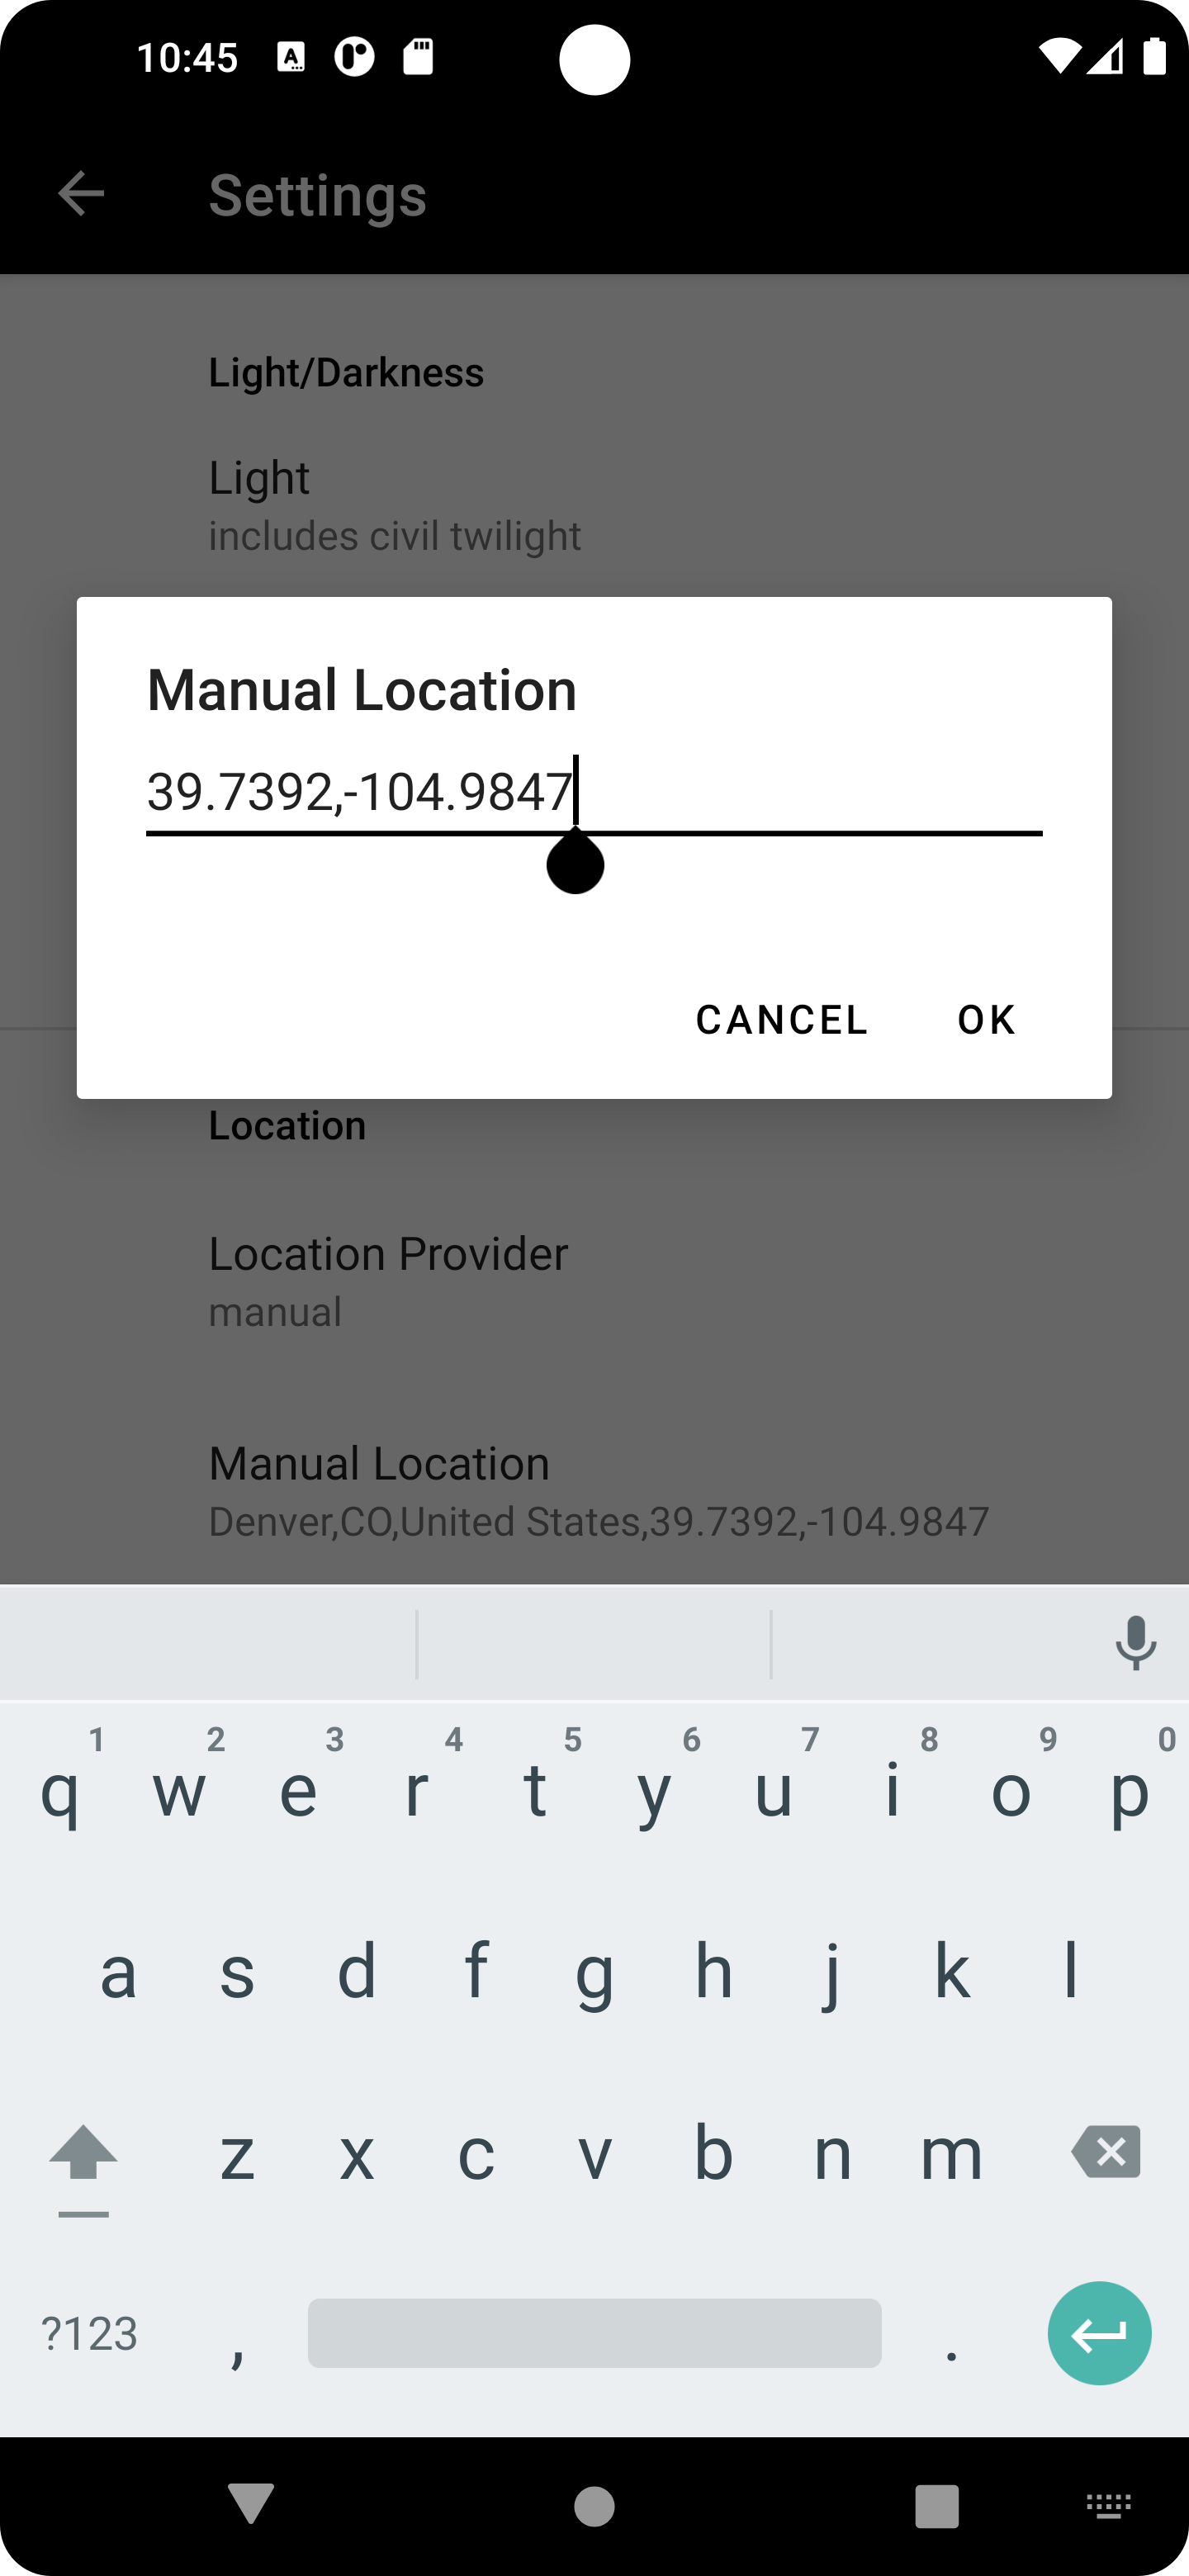 10:45
Settings
Light/Darkness
Light
includes civil twilight
Manual Location
39.7392,-104.9847
CANCEL OK
Location
Location Provider
manual
Manual Location
Denver,CO,United States,39.7392,-104.9847
1 2 3 4 5 6 7 8 9 0
q w e r t y u i o p
a s d f g h j k l
z x c v b n m
?123 , .